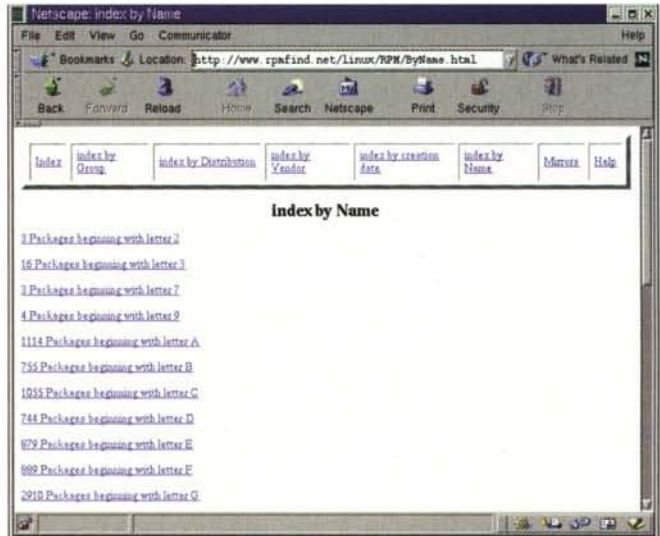 Netscape: index by Name
File Edit View Go Communicator Help
Bookmarks Location: http://www.rpmfind.net/linux/RPM/ByName.html What's Related
Back Forward Reload Home Search Netscape Print Security Stop
Index index by Group index by Distribution index by Vendor index by creation date index by Name Mirrors Help
index by Name
3 Packages beginning with letter 2
16 Packages beginning with letter 3
3 Packages beginning with letter 7
4 Packages beginning with letter 9
1114 Packages beginning with letter A
755 Packages beginning with letter B
1055 Packages beginning with letter C
744 Packages beginning with letter D
879 Packages beginning with letter E
889 Packages beginning with letter F
2910 Packages beginning with letter G